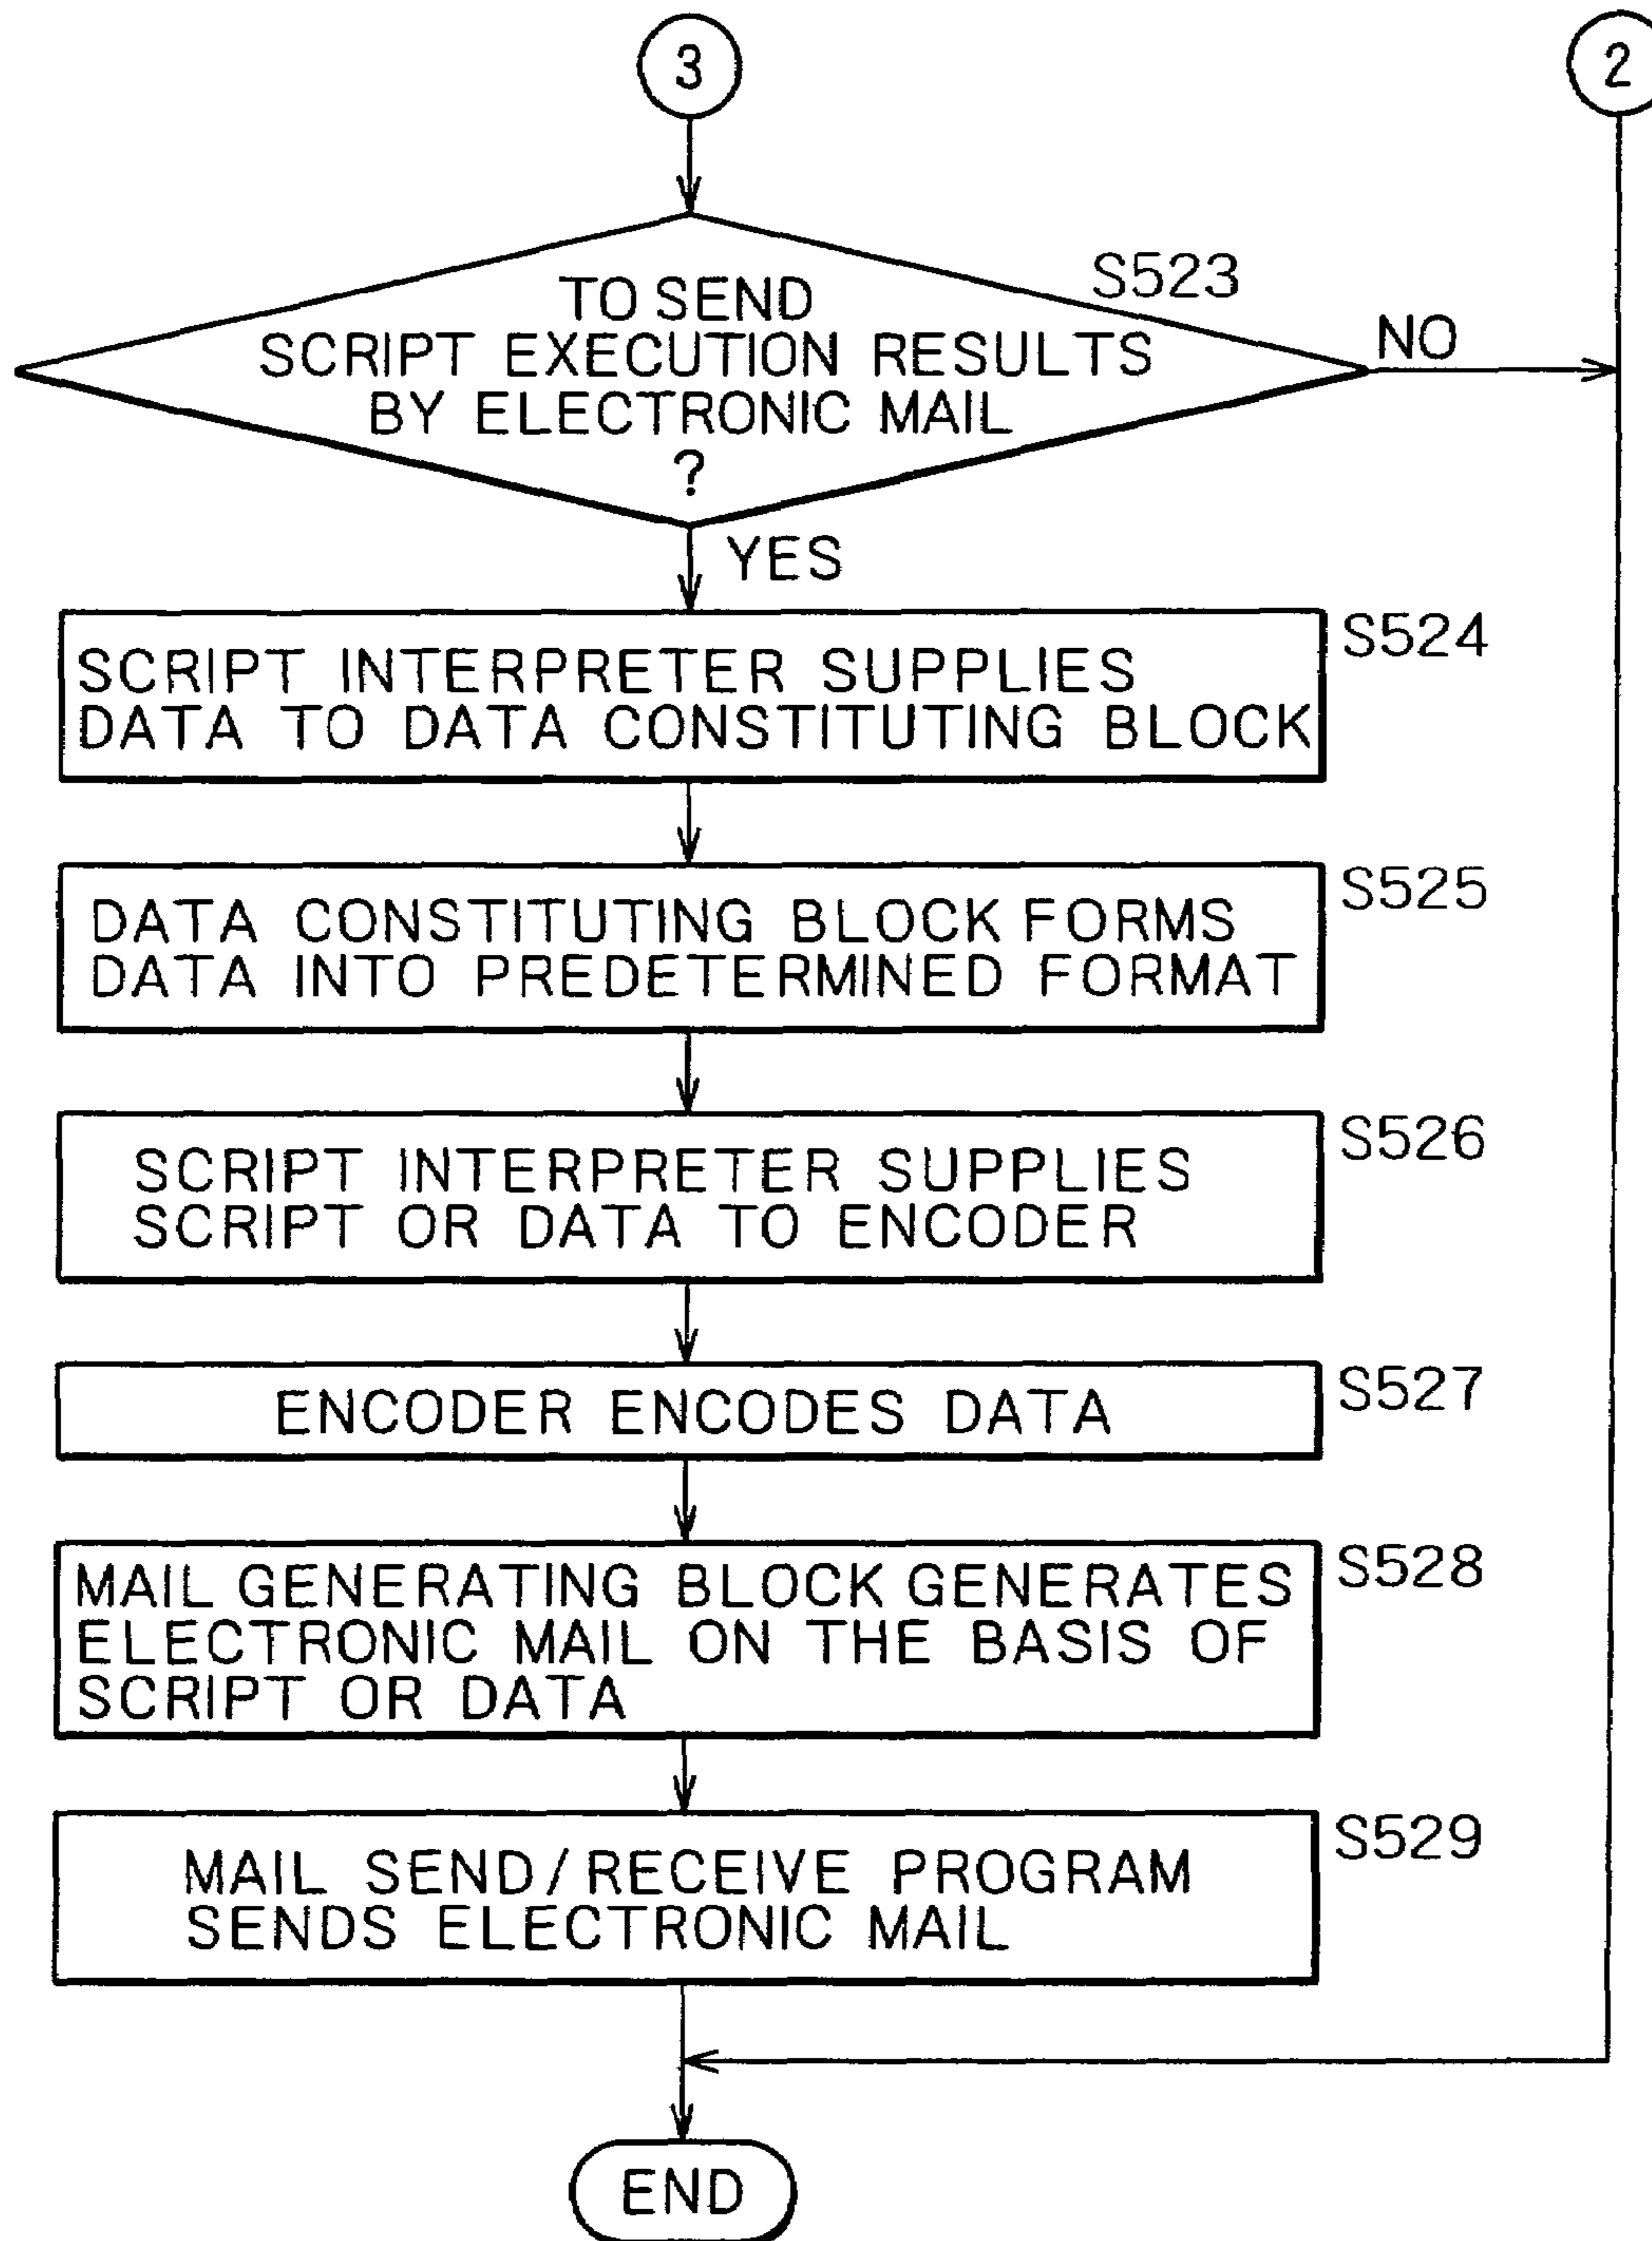 3
2
TO SEND
SCRIPT EXECUTION RESULTS
BY ELECTRONIC MAIL
?
S523
NO
YES
SCRIPT INTERPRETER SUPPLIES
DATA TO DATA CONSTITUTING BLOCK
S524
DATA CONSTITUTING BLOCK FORMS
DATA INTO PREDETERMINED FORMAT
S525
SCRIPT INTERPRETER SUPPLIES
SCRIPT OR DATA TO ENCODER
S526
ENCODER ENCODES DATA
S527
MAIL GENERATING BLOCK GENERATES
ELECTRONIC MAIL ON THE BASIS OF
SCRIPT OR DATA
S528
MAIL SEND/RECEIVE PROGRAM
SENDS ELECTRONIC MAIL
S529
END